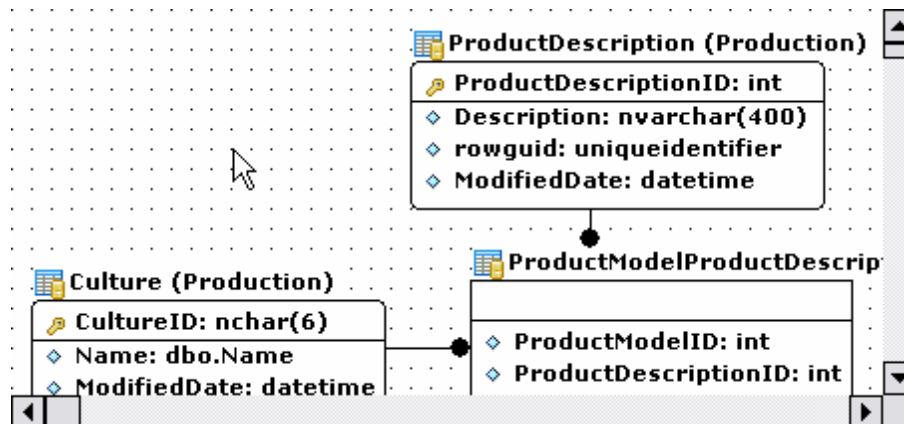 ProductDescription (Production)
ProductDescriptionID: int
Description: nvarchar(400)
rowguid: uniqueidentifier
ModifiedDate: datetime
Culture (Production)
CultureID: nchar(6)
Name: dbo.Name
ModifiedDate: datetime
ProductModelProductDescrip
ProductModelID: int
ProductDescriptionID: int